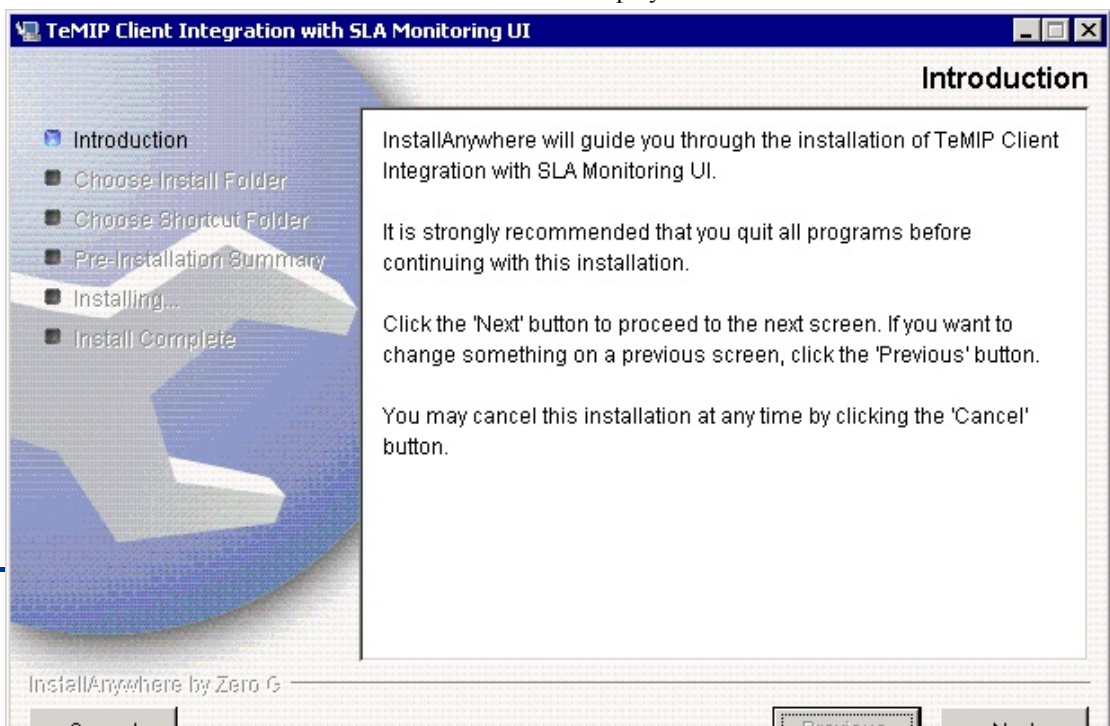 TeMIP Client Integration with SLA Monitoring UI
Introduction
Introduction
Choose Install Folder
Choose Shortcut Folder
Pre-Installation Summary
Installing...
Install Complete
InstallAnywhere will guide you through the installation of TeMIP Client
Integration with SLA Monitoring UI.
It is strongly recommended that you quit all programs before
continuing with this installation.
Click the 'Next' button to proceed to the next screen. If you want to
change something on a previous screen, click the 'Previous' button.
You may cancel this installation at any time by clicking the 'Cancel'
button.
InstallAnywhere by Zero G